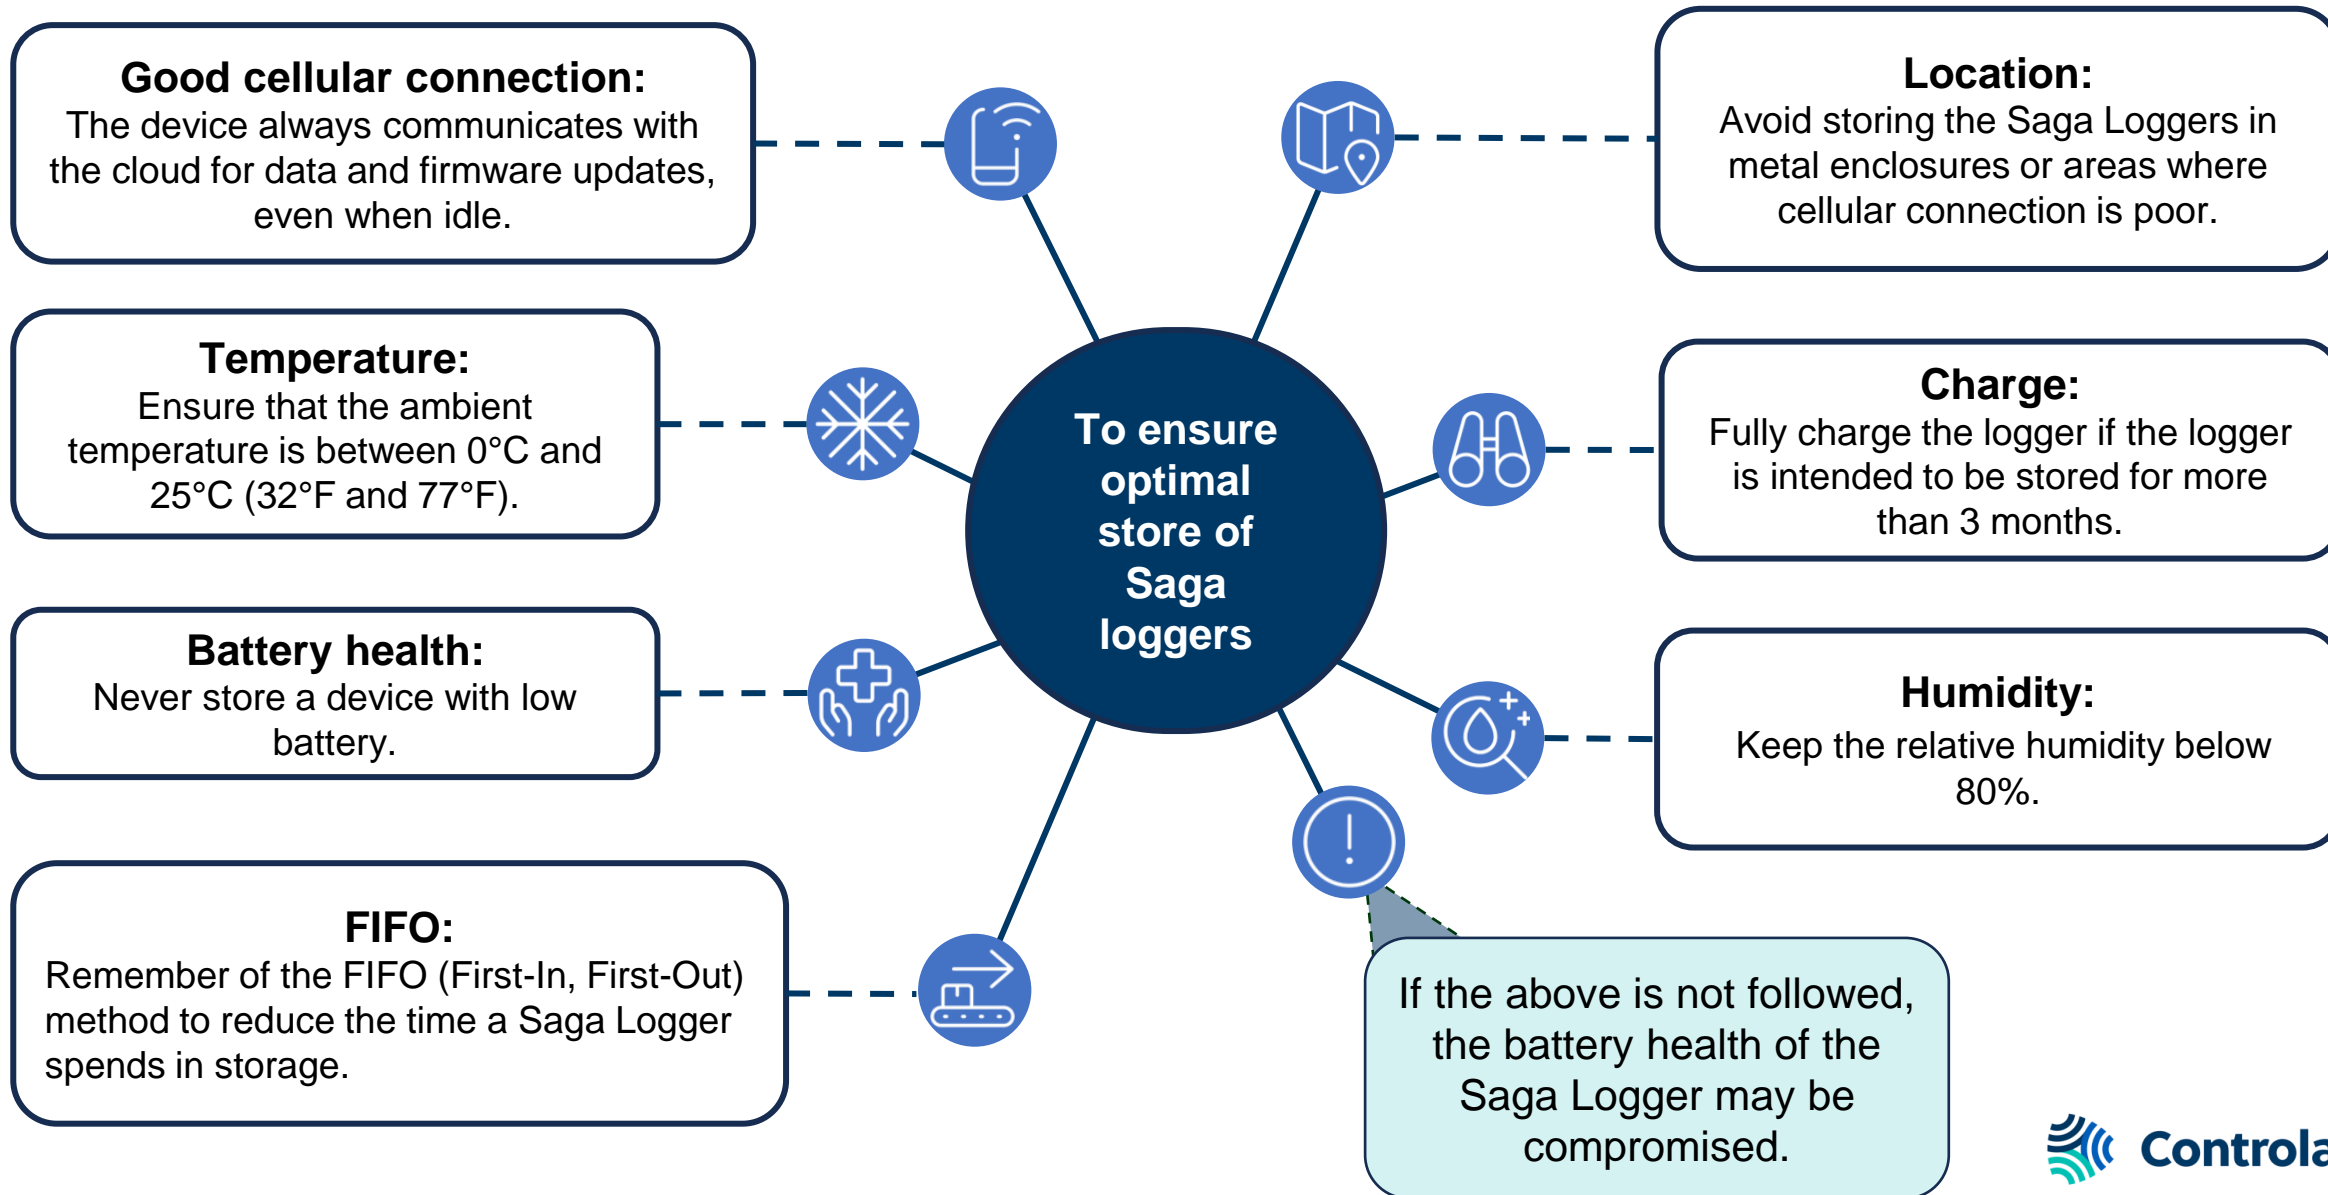 Good cellular connection:
The device always communicates with
the cloud for data and firmware updates,
even when idle.
Temperature:
Ensure that the ambient
temperature is between 0°C and
25°C (32°F and 77°F).
Battery health:
Never store a device with low
battery.
FIFO:
Remember of the FIFO (First-In, First-Out)
method to reduce the time a Saga Logger
spends in storage.
To ensure
optimal
store of
Saga
loggers
Location:
Avoid storing the Saga Loggers in
metal enclosures or areas where
cellular connection is poor.
Charge:
Fully charge the logger if the logger
is intended to be stored for more
than 3 months.
Humidity:
Keep the relative humidity below
80%.
If the above is not followed,
the battery health of the
Saga Logger may be
compromised.